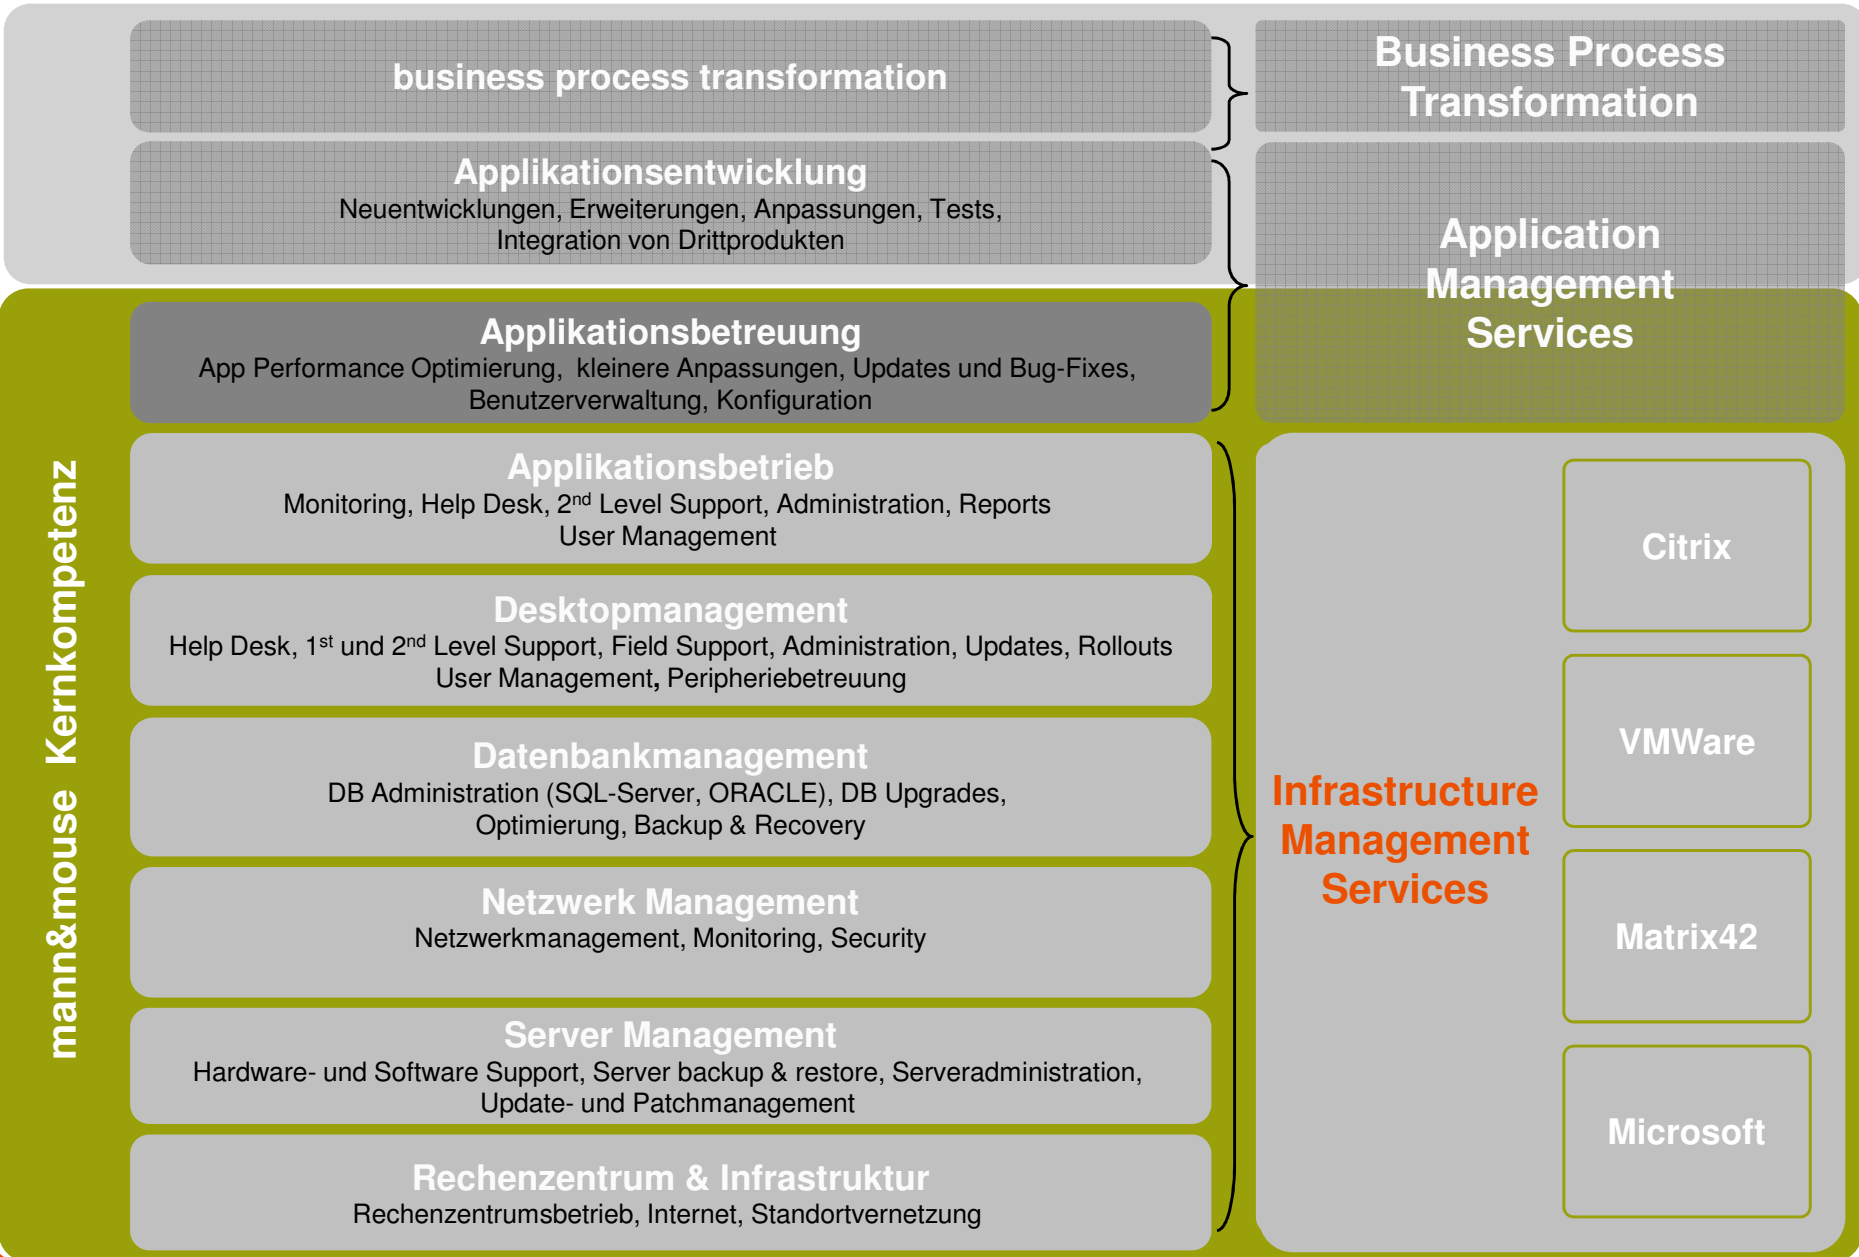 business process transformation
Business Process
Transformation
Applikationsentwicklung
Neuentwicklungen, Erweiterungen, Anpassungen, Tests,
Integration von Drittprodukten
Application
Management
Services
Applikationsbetreuung
App Performance Optimierung, kleinere Anpassungen, Updates und Bug-Fixes,
Benutzerverwaltung, Konfiguration
mann&mouse Kernkompetenz
Applikationsbetrieb
Monitoring, Help Desk, 2nd Level Support, Administration, Reports
User Management
Desktopmanagement
Help Desk, 1st und 2nd Level Support, Field Support, Administration, Updates, Rollouts
User Management, Peripheriebetreuung
Datenbankmanagement
DB Administration (SQL-Server, ORACLE), DB Upgrades,
Optimierung, Backup & Recovery
Netzwerk Management
Netzwerkmanagement, Monitoring, Security
Server Management
Hardware- und Software Support, Server backup & restore, Serveradministration,
Update- und Patchmanagement
Rechenzentrum & Infrastruktur
Rechenzentrumsbetrieb, Internet, Standortvernetzung
Infrastructure
Management
Services
Citrix
VMWare
Matrix42
Microsoft